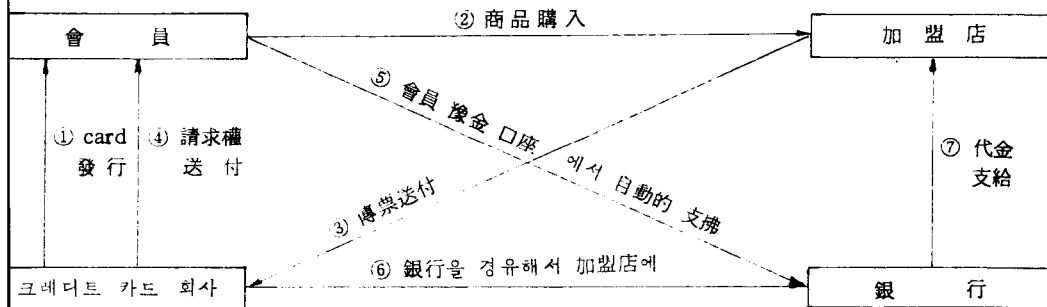 ② 商品購入
會 員
加 盟 店
① card
發 行
④ 請求權
送 付
⑤ 會員 預金 口座 에서 自動的 支拂
③ 傳票送付
⑦ 代金
支給
⑥ 銀行을 경유해서 加盟店에
크레디트 카드 회사
銀 行